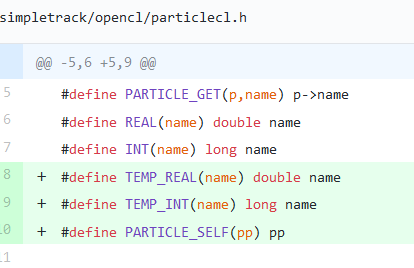 simpletrack/opencl/particlecl.h
@@ -5,6 +5,9 @@
5 #define PARTICLE_GET(p,name) p->name
6 #define REAL(name) double name
7 #define INT(name) long name
8 + #define TEMP_REAL(name) double name
9 + #define TEMP_INT(name) long name
10 + #define PARTICLE_SELF(pp) pp
11